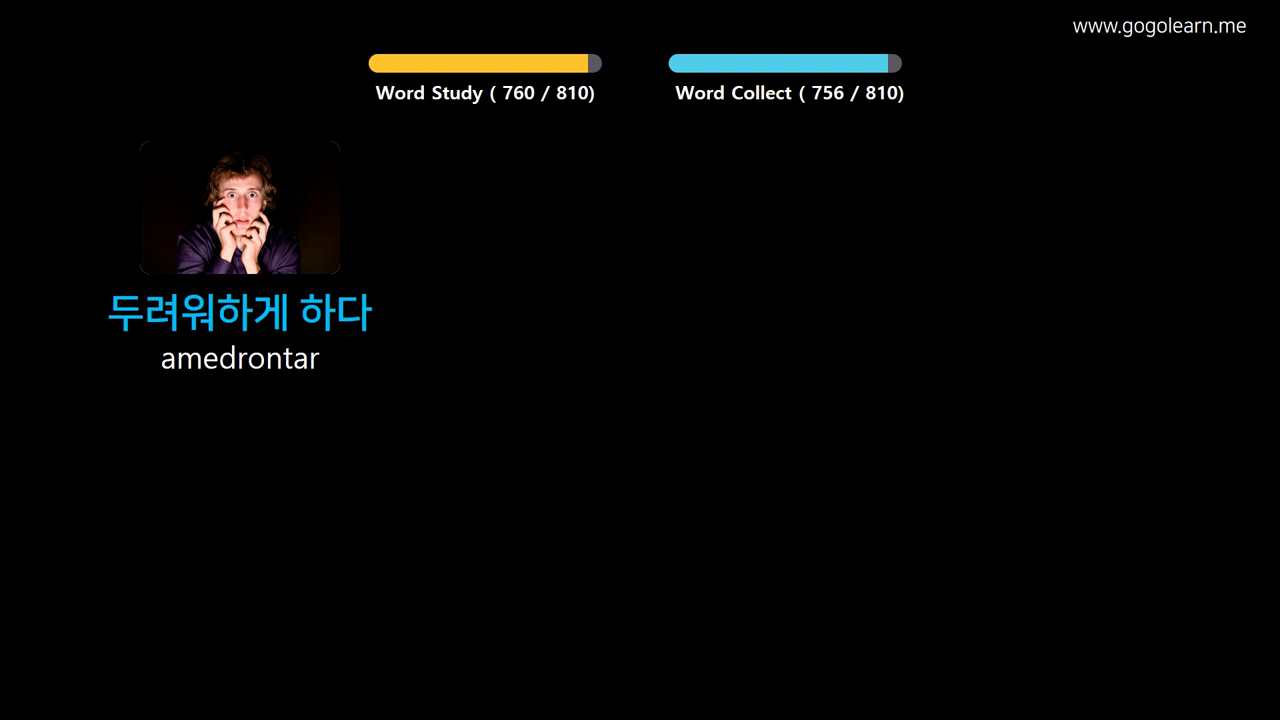 www.gogolearn.me
Word Study ( 760 / 810)
Word Collect ( 756 / 810)
두려워하게 하다
amedrontar